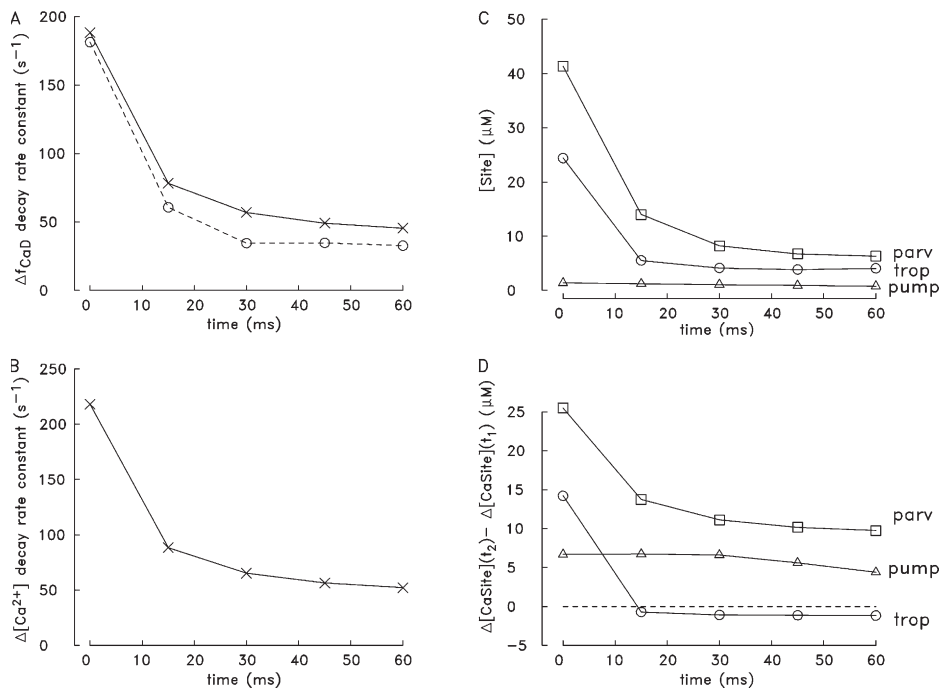 A
ΔfCaD decay rate constant (s−1)
200
150
100
50
0
0 10 20 30 40 50 60
time (ms)
B
Δ[Ca2+] decay rate constant (s−1)
250
200
150
100
50
0
0 10 20 30 40 50 60
time (ms)
C
[Site] (μM)
50
40
30
20
10
0
parv
trop
pump
0 10 20 30 40 50 60
time (ms)
D
Δ[CaSite](t2)− Δ[CaSite](t1) (μM)
25
20
15
10
5
0
−5
parv
pump
trop
0 10 20 30 40 50 60
time (ms)